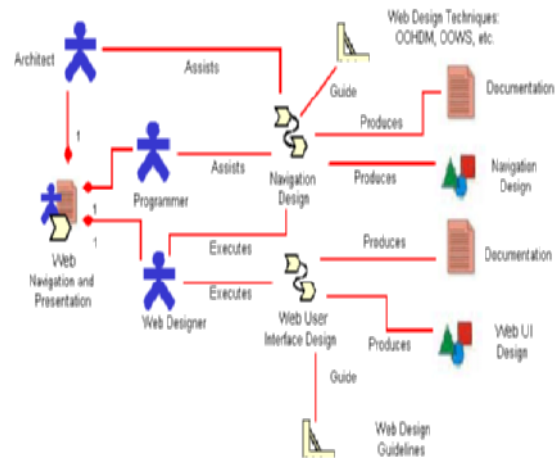 Web Design Techniques:
OOHDM, OOWS, etc.
Architect
Assists
Guide
Documentation
Produces
1
Programmer
Assists
Navigation
Design
Produces
Navigation
Design
1
1
Web
Navigation and
Presentation
Executes
Produces
Documentation
Web Designer
Executes
Web User
Interface Design
Produces
Web UI
Design
Guide
Web Design
Guidelines